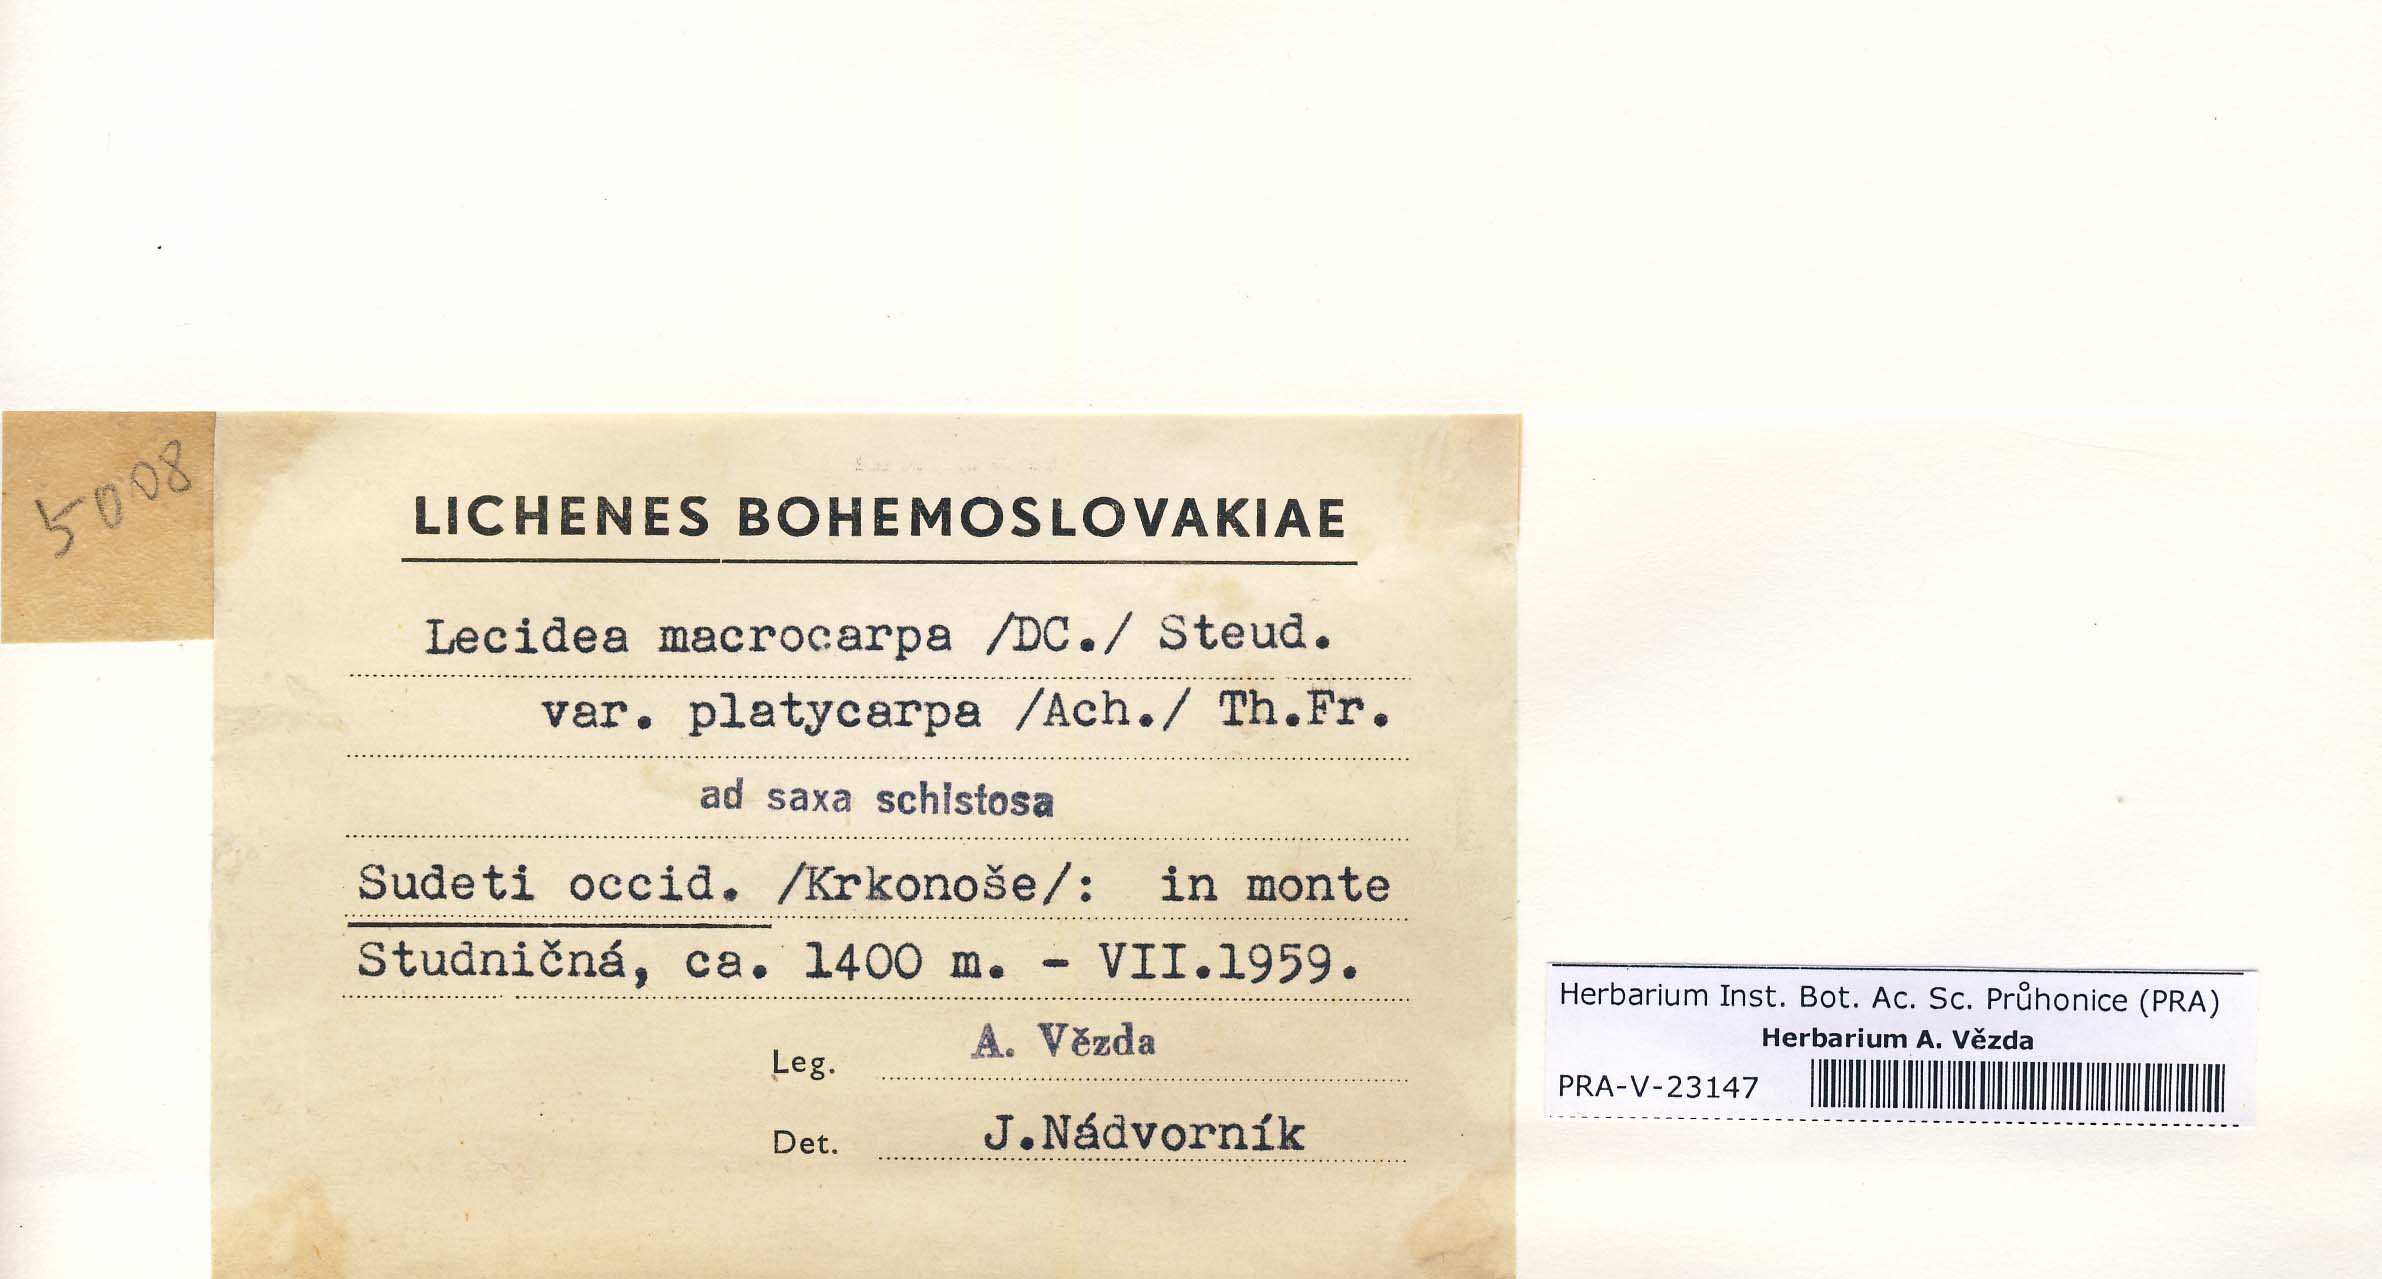 5008
LICHENES BOHEMOSLOVAKIAE
Lecidea macrocarpa /DC./ Steud.
var. platycarpa /Ach./ Th.Fr.
ad saxa schistosa
Sudeti occid. /Krkonoše/: in monte
Studničná, ca. 1400 m. - VII.1959.
Leg. A. Vězda
Det. J.Nádvorník
Herbarium Inst. Bot. Ac. Sc. Průhonice (PRA)
Herbarium A. Vězda
PRA-V-23147